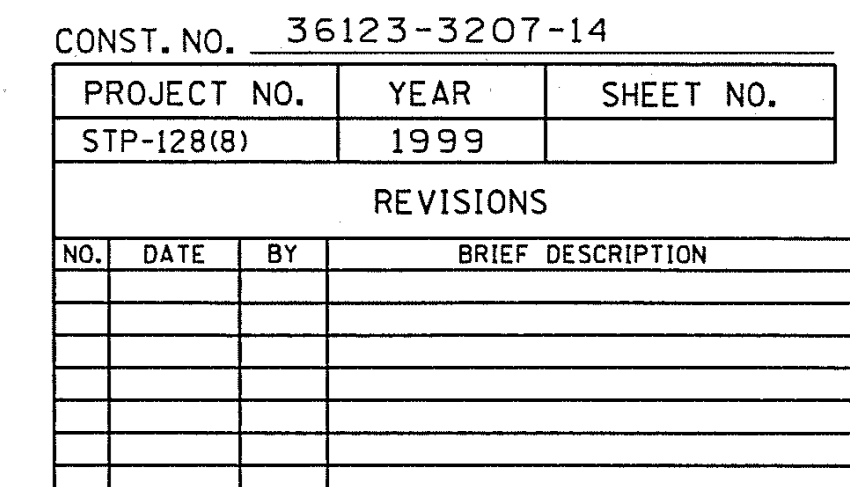 CONST. NO. 36123-3207-14
PROJECT NO. YEAR SHEET NO.
STP-128(8) 1999
REVISIONS
NO. DATE BY BRIEF DESCRIPTION